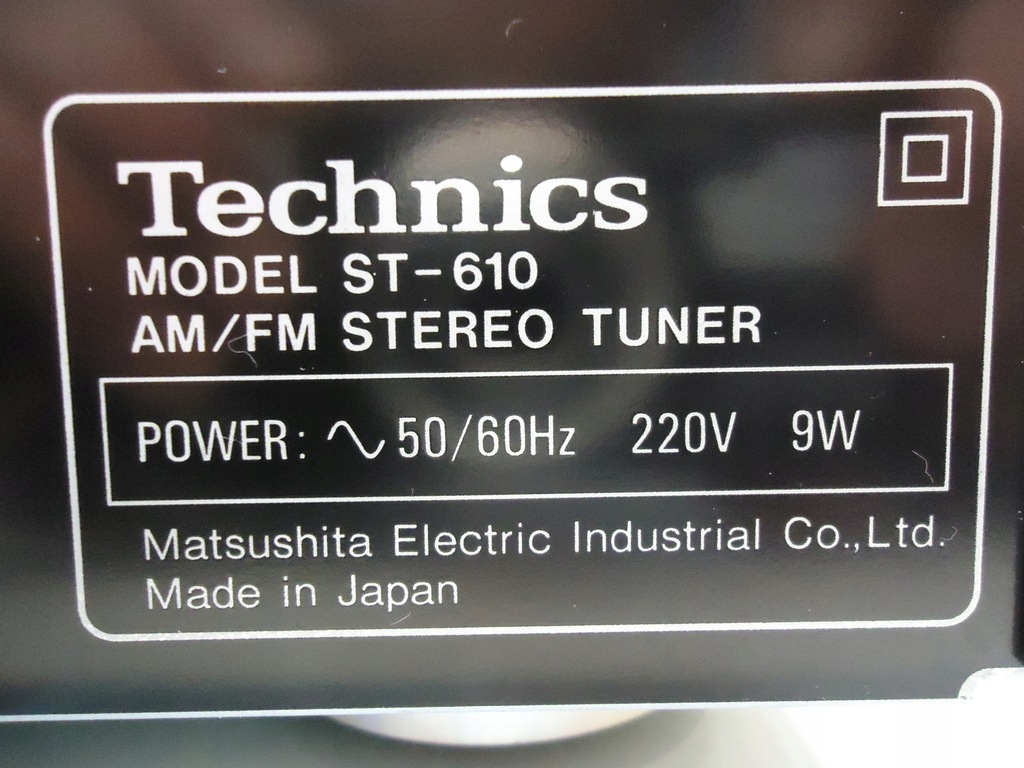 Technics
MODEL ST-610
AM/FM STEREO TUNER
POWER: ∿ 50/60Hz 220V 9W
Matsushita Electric Industrial Co.,Ltd.
Made in Japan